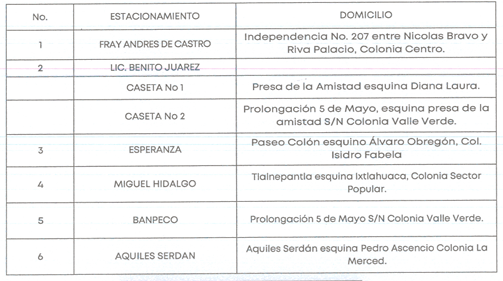 No. ESTACIONAMIENTO DOMICILIO
1 FRAY ANDRES DE CASTRO Independencia No. 207 entre Nicolas Bravo y
Riva Palacio, Colonia Centro.
2 LIC. BENITO JUAREZ
CASETA No 1 Presa de la Amistad esquina Diana Laura.
CASETA No 2 Prolongación 5 de Mayo, esquina presa de la
amistad S/N Colonia Valle Verde.
3 ESPERANZA Paseo Colón esquino Álvaro Obregón, Col.
Isidro Fabela
4 MIGUEL HIDALGO Tlalnepantla esquina Ixtlahuaca, Colonia Sector
Popular.
5 BANPECO Prolongación 5 de Mayo S/N Colonia Valle Verde.
6 AQUILES SERDAN Aquiles Serdán esquina Pedro Ascencio Colonia La
Merced.